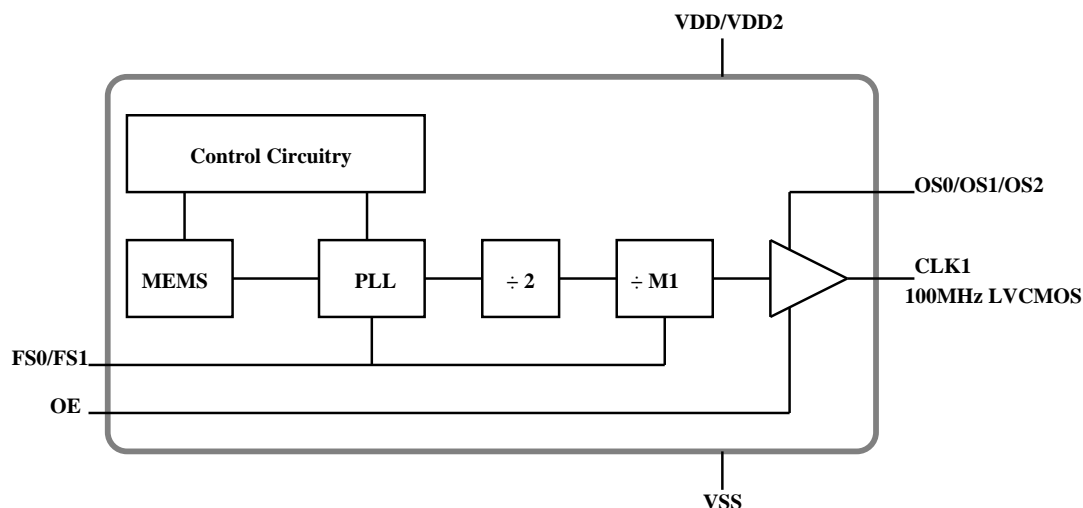 VDD/VDD2
Control Circuitry
OS0/OS1/OS2
MEMS
PLL
÷ 2
÷ M1
CLK1
100MHz LVCMOS
FS0/FS1
OE
VSS